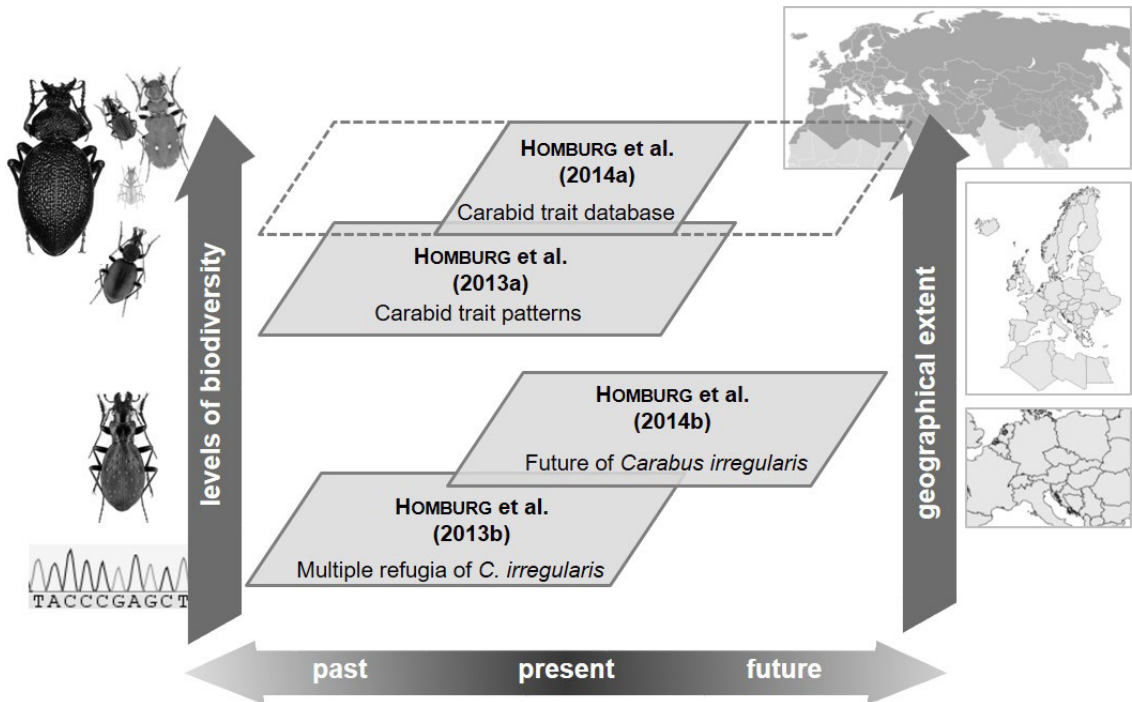 HOMBURG et al.
(2014a)
Carabid trait database
HOMBURG et al.
(2013a)
Carabid trait patterns
HOMBURG et al.
(2014b)
Future of Carabus irregularis
HOMBURG et al.
(2013b)
Multiple refugia of C. irregularis
levels of biodiversity
geographical extent
TACCCGAGCT
past present future